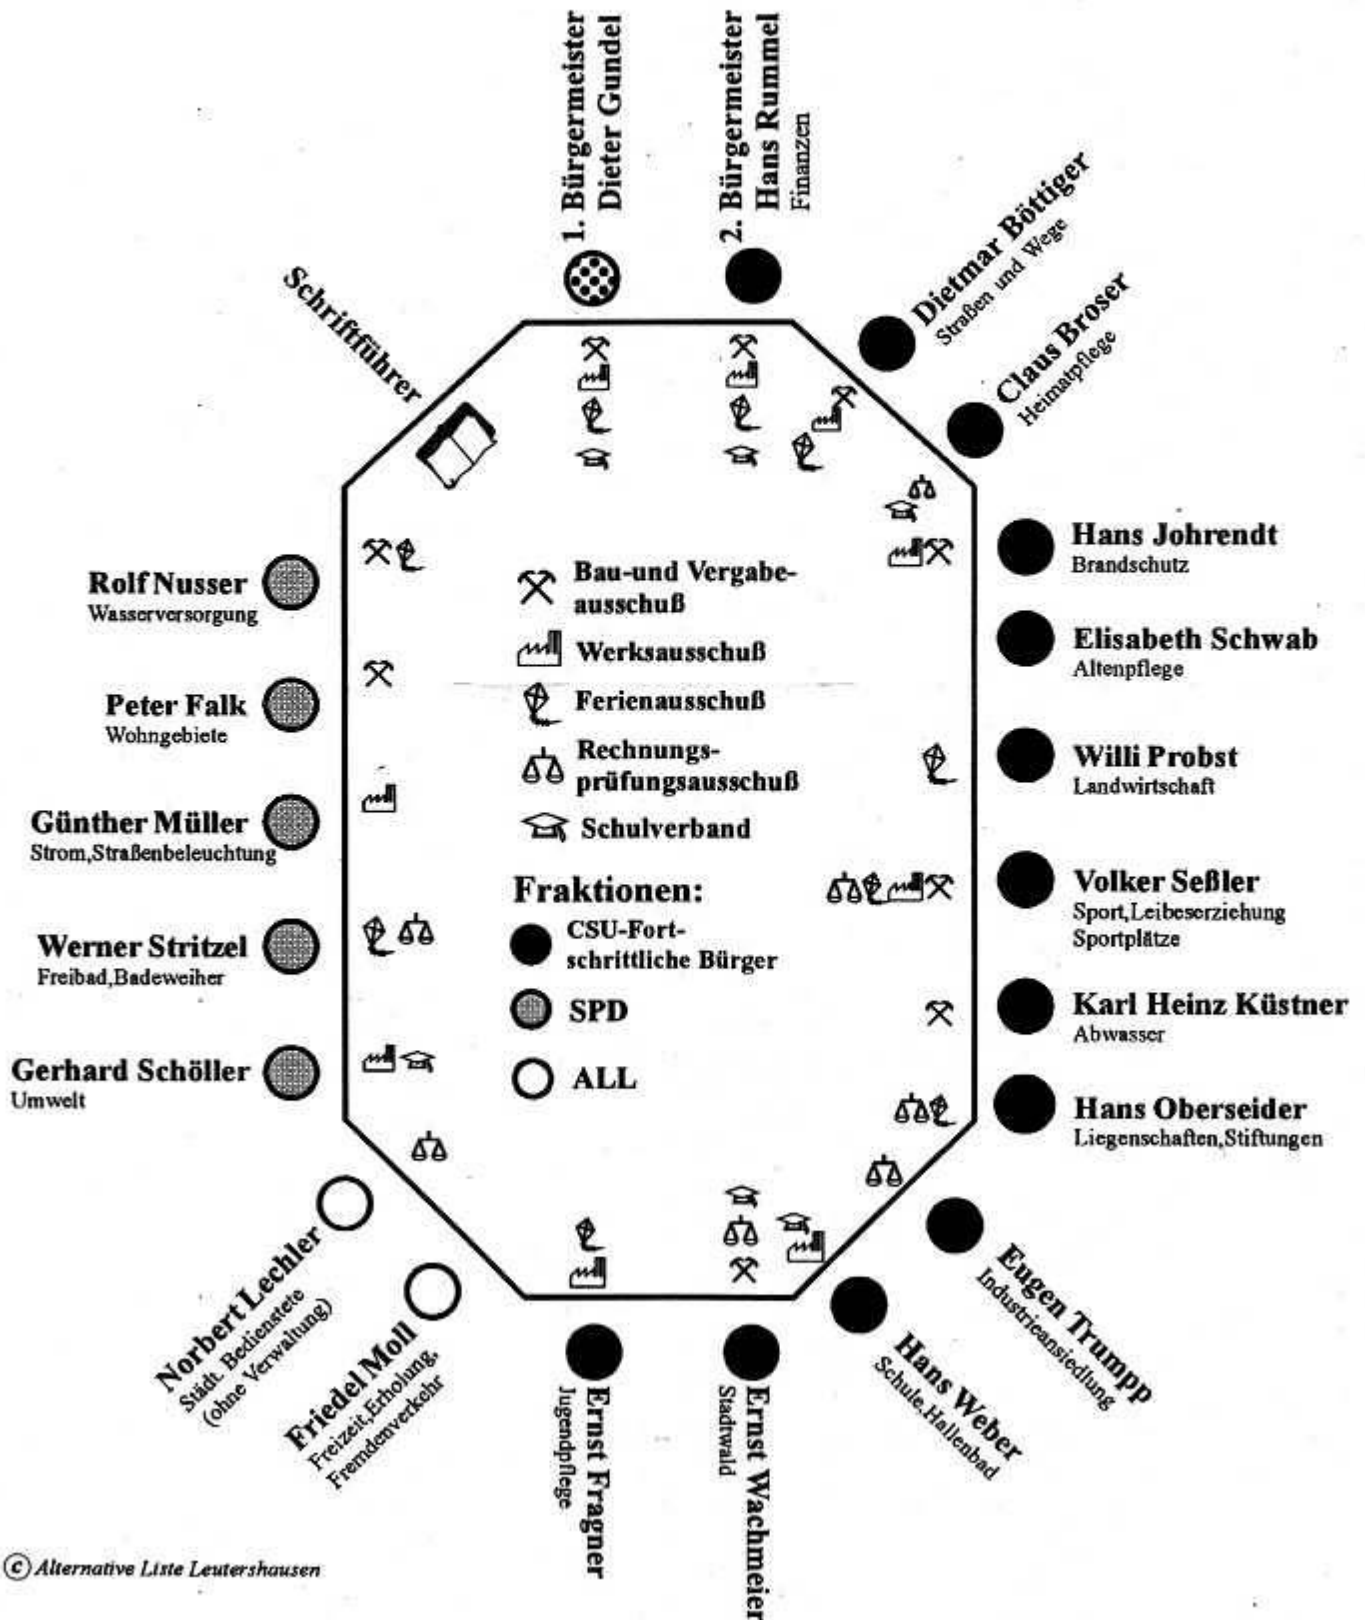 1. Bürgermeister
Dieter Gundel
2. Bürgermeister
Hans Rummel
Finanzen
Dietmar Böttiger
Straßen und Wege
Claus Broser
Heimatpflege
Schriftführer
Hans Johrendt
Brandschutz
Elisabeth Schwab
Altenpflege
Willi Probst
Landwirtschaft
Volker Seßler
Sport,Leibeserziehung
Sportplätze
Karl Heinz Küstner
Abwasser
Hans Oberseider
Liegenschaften,Stiftungen
Eugen Trumpp
Industrieansiedlung
Hans Weber
Schule,Hallenbad
Ernst Wachmeier
Stadtwald
Ernst Fragner
Jugendpflege
Friedel Moll
Freizeit,Erholung,
Fremdenverkehr
Norbert Lechler
Städt. Bedienstete
(ohne Verwaltung)
Gerhard Schöller
Umwelt
Werner Stritzel
Freibad,Badeweiher
Günther Müller
Strom,Straßenbeleuchtung
Peter Falk
Wohngebiete
Rolf Nusser
Wasserversorgung
Bau-und Vergabe-
ausschuß
Werksausschuß
Ferienausschuß
Rechnungs-
prüfungsausschuß
Schulverband
Fraktionen:
CSU-Fort-
schrittliche Bürger
SPD
ALL
© Alternative Liste Leutershausen